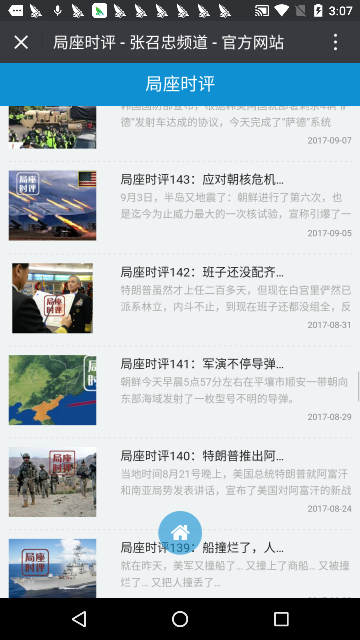 3:07
局座时评 - 张召忠频道 - 官方网站
局座时评
德”发射车达成的协议，今天完成了“萨德”系统
2017-09-07
局座时评
局座时评143：应对朝核危机...
9月3日，半岛又地震了：朝鲜进行了第六次，也
是迄今为止威力最大的一次核试验，宣称引爆了一
2017-09-05
局座时评
局座时评142：班子还没配齐...
特朗普虽然才上任二百多天，但现在白宫里俨然已
派系林立，内斗不止，到现在班子还都没组全，反
2017-08-31
局座时评141：军演不停导弹...
朝鲜今天早晨5点57分左右在平壤市顺安一带朝向
东部海域发射了一枚型号不明的导弹。
2017-08-29
局座时评
局座时评140：特朗普推出阿...
当地时间8月21号晚上，美国总统特朗普就阿富汗
和南亚局势发表讲话，宣布了美国对阿富汗的新战
2017-08-24
局座时评
局座时评139：船撞烂了，人...
就在昨天，美军又撞船了... 又撞上了商船... 又被撞
烂了... 又把人撞丢了...